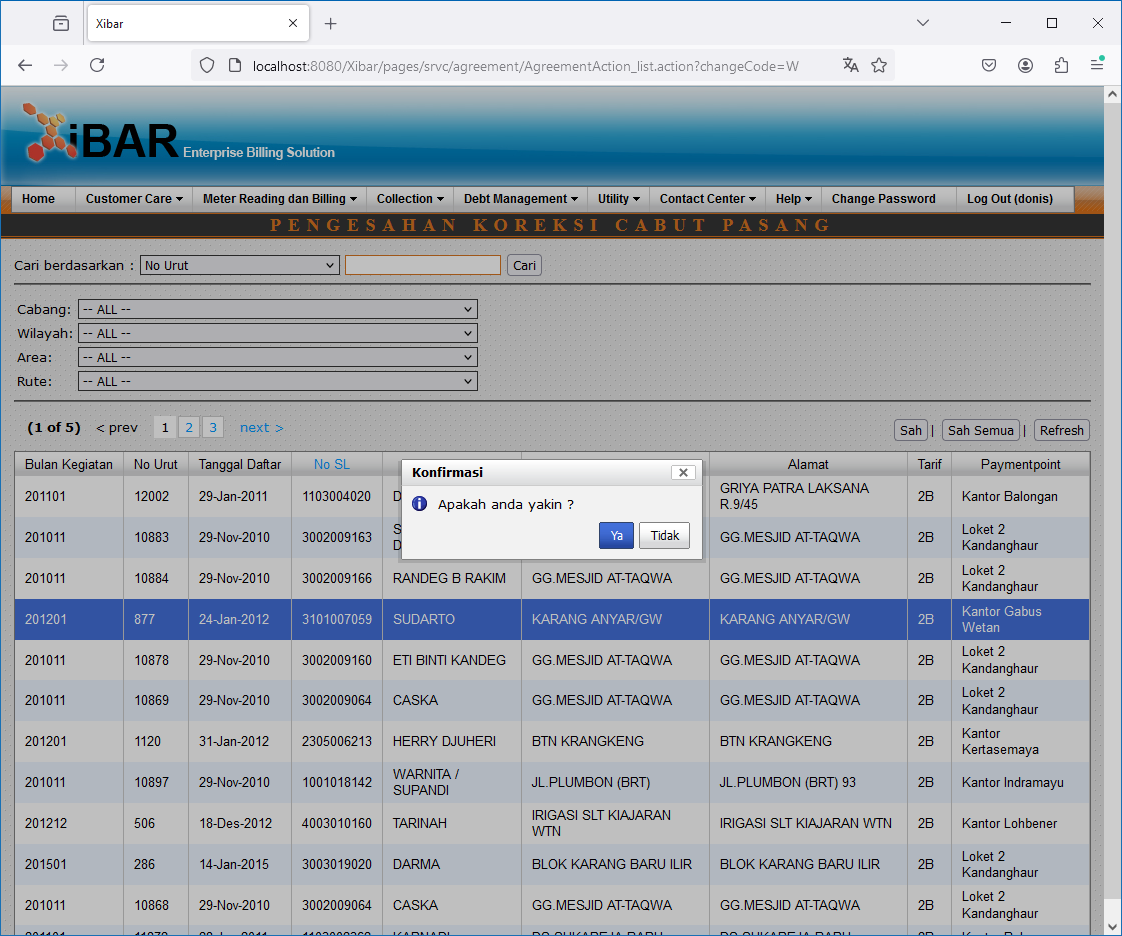 Xibar
localhost:8080/Xibar/pages/srvc/agreement/AgreementAction_list.action?changeCode=W
iBAR Enterprise Billing Solution
Home Customer Care Meter Reading dan Billing Collection Debt Management Utility Contact Center Help Change Password Log Out (donis)
PENGESAHAN KOREKSI CABUT PASANG
Cari berdasarkan : No Urut Cari
Cabang: -- ALL --
Wilayah: -- ALL --
Area: -- ALL --
Rute: -- ALL --
(1 of 5) < prev 1 2 3 next > Sah | Sah Semua | Refresh
Bulan Kegiatan No Urut Tanggal Daftar No SL Alamat Tarif Paymentpoint
Konfirmasi
Apakah anda yakin ?
Ya Tidak
201101 12002 29-Jan-2011 1103004020 D GRIYA PATRA LAKSANA 2B Kantor Balongan
R.9/45
201011 10883 29-Nov-2010 3002009163 S GG.MESJID AT-TAQWA 2B Loket 2
D Kandanghaur
201011 10884 29-Nov-2010 3002009166 RANDEG B RAKIM GG.MESJID AT-TAQWA GG.MESJID AT-TAQWA 2B Loket 2
Kandanghaur
201201 877 24-Jan-2012 3101007059 SUDARTO KARANG ANYAR/GW KARANG ANYAR/GW 2B Kantor Gabus
Wetan
201011 10878 29-Nov-2010 3002009160 ETI BINTI KANDEG GG.MESJID AT-TAQWA GG.MESJID AT-TAQWA 2B Loket 2
Kandanghaur
201011 10869 29-Nov-2010 3002009064 CASKA GG.MESJID AT-TAQWA GG.MESJID AT-TAQWA 2B Loket 2
Kandanghaur
201201 1120 31-Jan-2012 2305006213 HERRY DJUHERI BTN KRANGKENG BTN KRANGKENG 2B Kantor
Kertasemaya
201011 10897 29-Nov-2010 1001018142 WARNITA / JL.PLUMBON (BRT) JL.PLUMBON (BRT) 93 2B Kantor Indramayu
SUPANDI
201212 506 18-Des-2012 4003010160 TARINAH IRIGASI SLT KIAJARAN IRIGASI SLT KIAJARAN WTN 2B Kantor Lohbener
WTN
201501 286 14-Jan-2015 3003019020 DARMA BLOK KARANG BARU ILIR BLOK KARANG BARU ILIR 2B Loket 2
Kandanghaur
201011 10868 29-Nov-2010 3002009064 CASKA GG.MESJID AT-TAQWA GG.MESJID AT-TAQWA 2B Loket 2
Kandanghaur